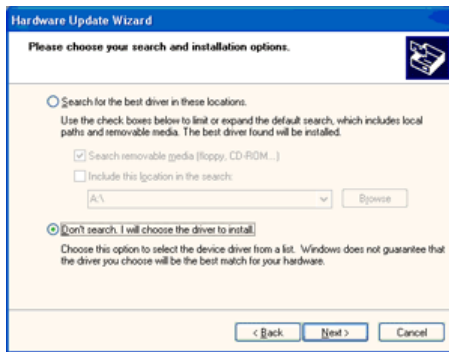 Hardware Update Wizard
Please choose your search and installation options.
Search for the best driver in these locations.
Use the check boxes below to limit or expand the default search, which includes local
paths and removable media. The best driver found will be installed.
Search removable media (floppy, CD-ROM...)
Include this location in the search:
A:\
Browse
Don't search. I will choose the driver to install.
Choose this option to select the device driver from a list. Windows does not guarantee that
the driver you choose will be the best match for your hardware.
< Back Next > Cancel